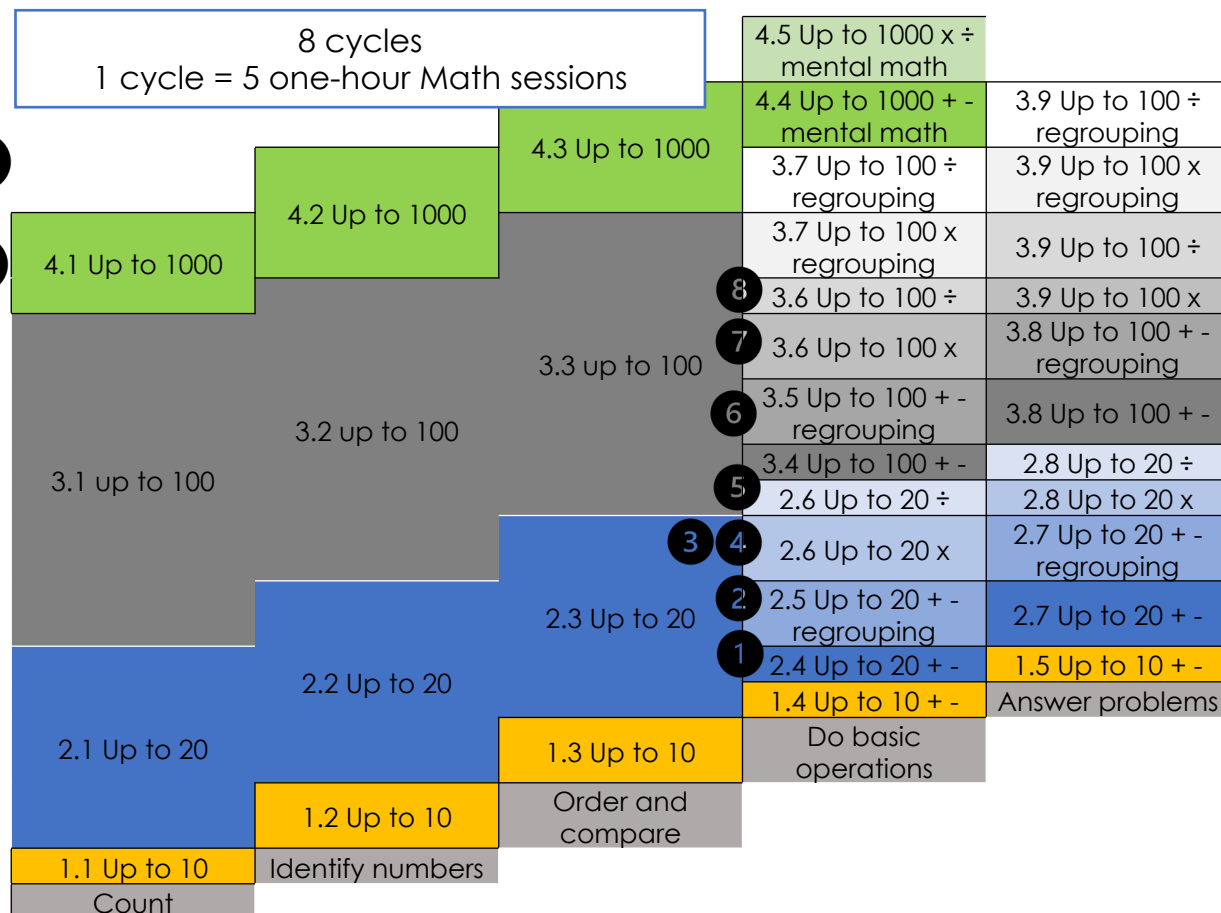 8 cycles
1 cycle = 5 one-hour Math sessions
4.5 Up to 1000 x ÷
mental math
4.4 Up to 1000 + -
mental math
3.9 Up to 100 ÷
regrouping
4.3 Up to 1000
3.7 Up to 100 ÷
regrouping
3.9 Up to 100 x
regrouping
4.2 Up to 1000
3.7 Up to 100 x
regrouping
3.9 Up to 100 ÷
4.1 Up to 1000
8
3.6 Up to 100 ÷
3.9 Up to 100 x
7
3.6 Up to 100 x
3.8 Up to 100 + -
regrouping
3.3 up to 100
6
3.5 Up to 100 + -
regrouping
3.8 Up to 100 + -
3.2 up to 100
3.4 Up to 100 + -
2.8 Up to 20 ÷
3.1 up to 100
5
2.6 Up to 20 ÷
2.8 Up to 20 x
3
4
2.6 Up to 20 x
2.7 Up to 20 + -
regrouping
2
2.5 Up to 20 + -
regrouping
2.7 Up to 20 + -
2.3 Up to 20
1
2.4 Up to 20 + -
1.5 Up to 10 + -
2.2 Up to 20
1.4 Up to 10 + -
Answer problems
2.1 Up to 20
1.3 Up to 10
Do basic
operations
1.2 Up to 10
Order and
compare
1.1 Up to 10
Identify numbers
Count